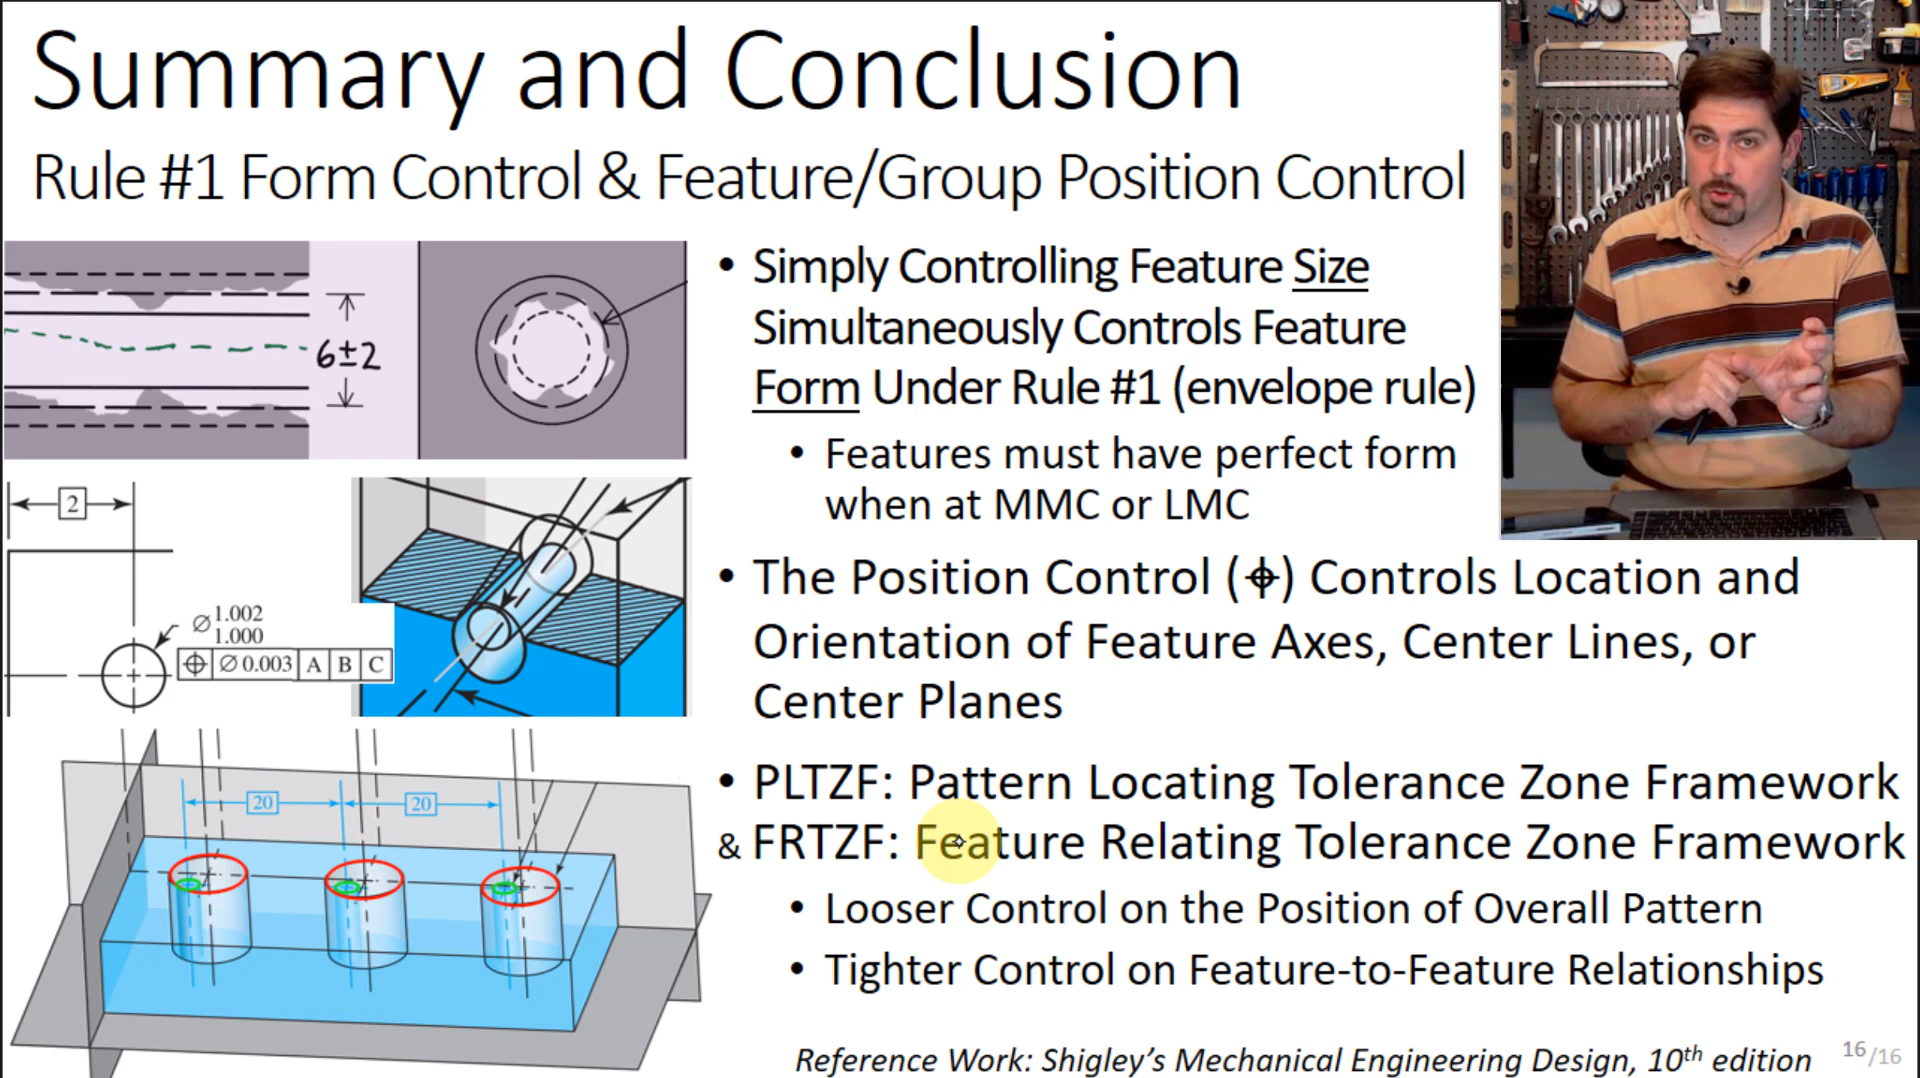 Summary and Conclusion
Rule #1 Form Control & Feature/Group Position Control
6±2
2
⌀ 1.002
1.000
⌖ ⌀ 0.003 A B C
20 20
• Simply Controlling Feature Size
Simultaneously Controls Feature
Form Under Rule #1 (envelope rule)
• Features must have perfect form
when at MMC or LMC
• The Position Control (⌖) Controls Location and
Orientation of Feature Axes, Center Lines, or
Center Planes
• PLTZF: Pattern Locating Tolerance Zone Framework
& FRTZF: Feature Relating Tolerance Zone Framework
• Looser Control on the Position of Overall Pattern
• Tighter Control on Feature-to-Feature Relationships
Reference Work: Shigley's Mechanical Engineering Design, 10th edition
16/16